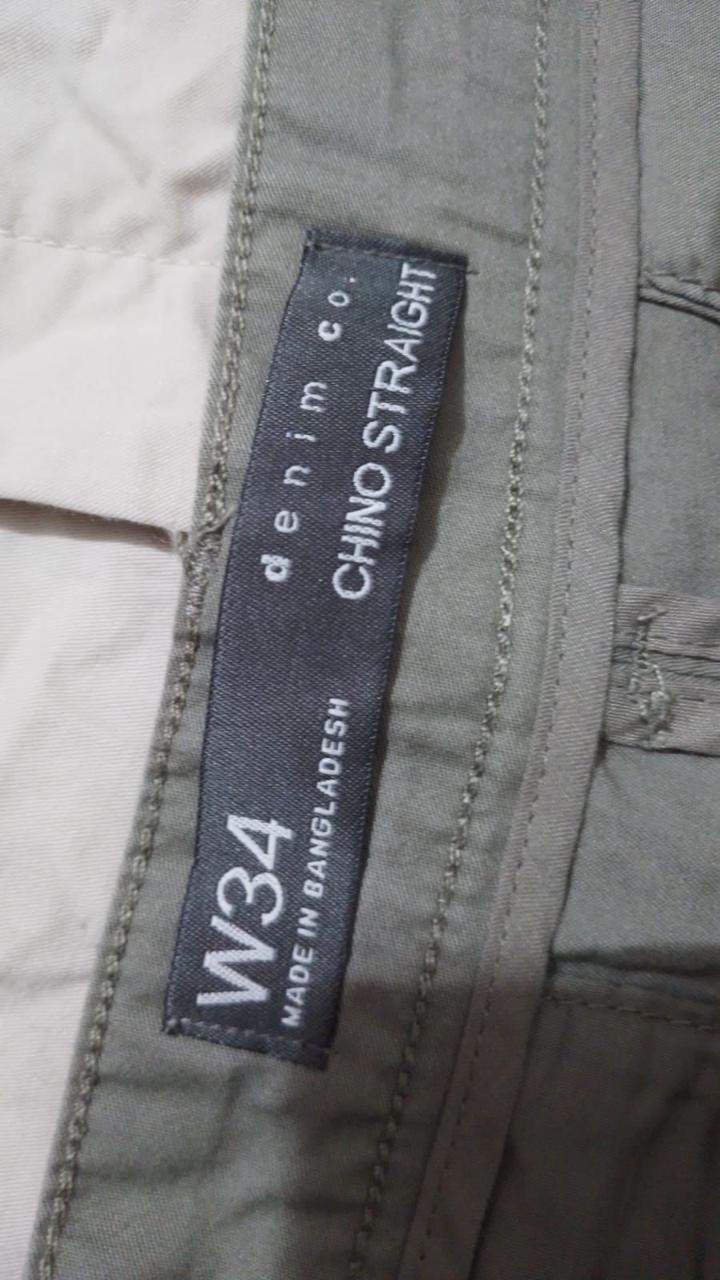 denim co.
CHINO STRAIGHT
W34
MADE IN BANGLADESH